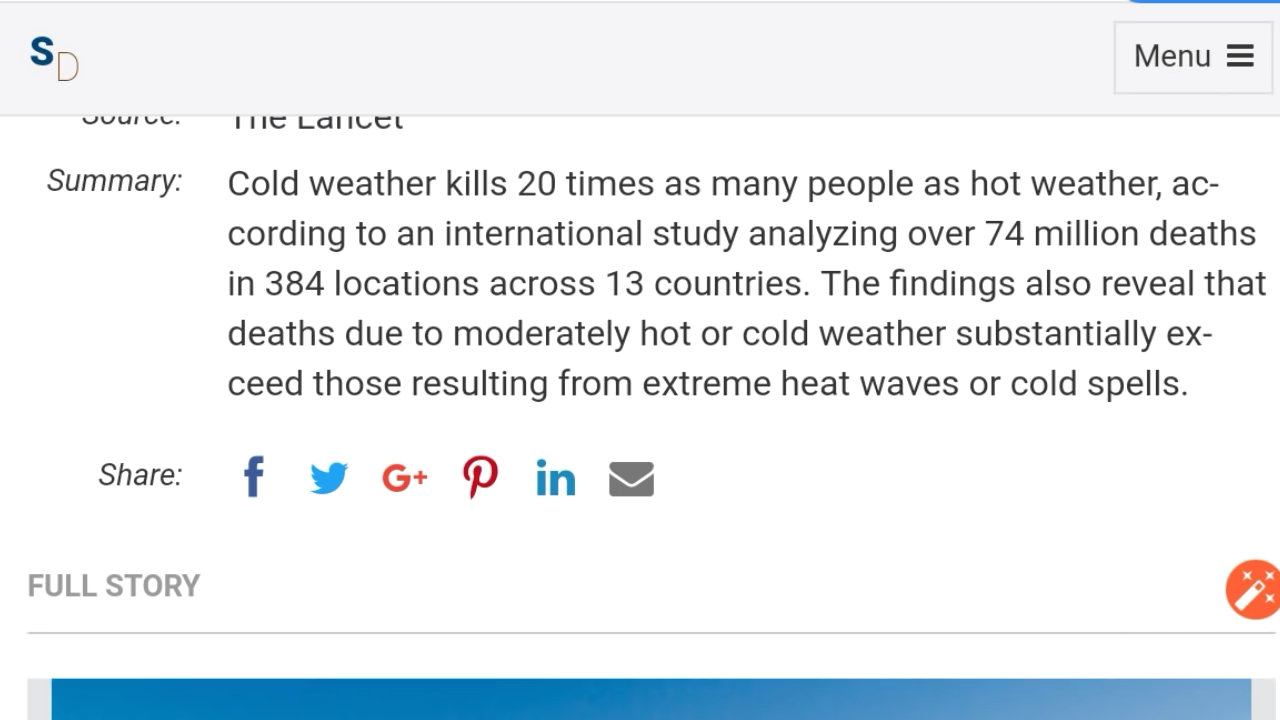 S
D
Menu
Source: The Lancet
Summary: Cold weather kills 20 times as many people as hot weather, ac-
cording to an international study analyzing over 74 million deaths
in 384 locations across 13 countries. The findings also reveal that
deaths due to moderately hot or cold weather substantially ex-
ceed those resulting from extreme heat waves or cold spells.
Share: f G+ in
FULL STORY